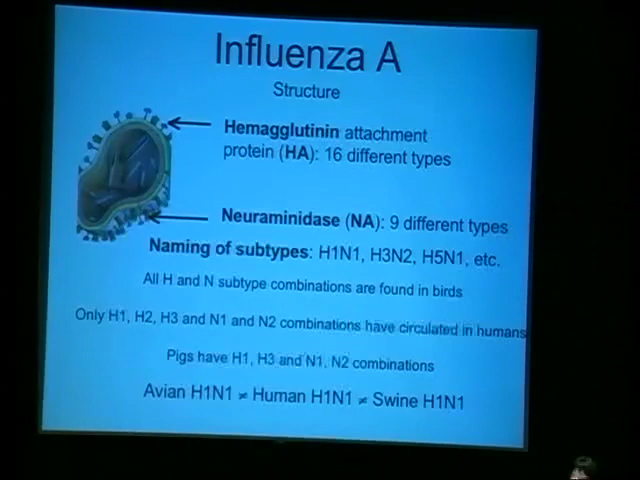 Influenza A
Structure
Hemagglutinin attachment
protein (HA): 16 different types
Neuraminidase (NA): 9 different types
Naming of subtypes: H1N1, H3N2, H5N1, etc.
All H and N subtype combinations are found in birds
Only H1, H2, H3 and N1 and N2 combinations have circulated in humans
Pigs have H1, H3 and N1, N2 combinations
Avian H1N1 ≠ Human H1N1 ≠ Swine H1N1